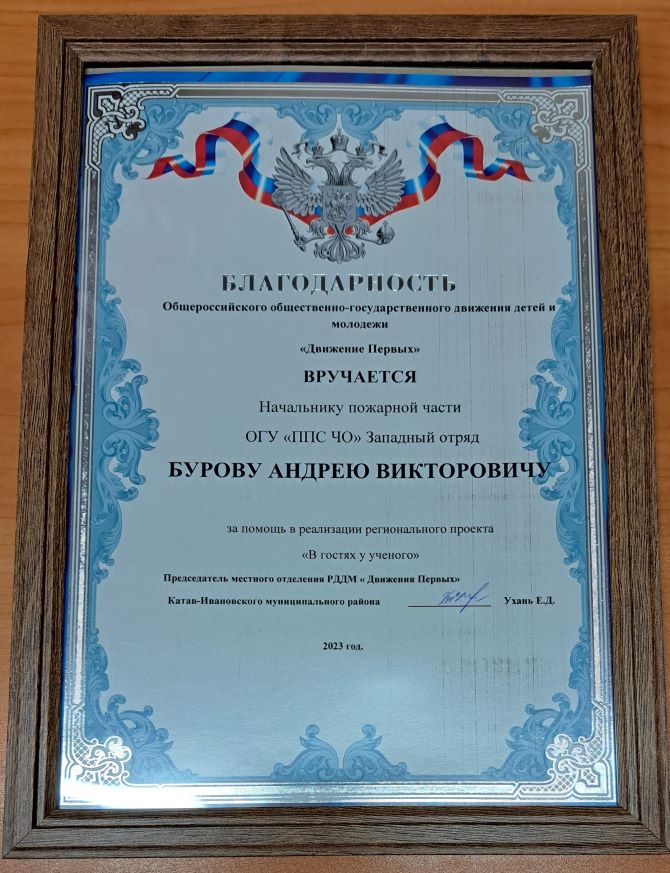 БЛАГОДАРНОСТЬ
Общероссийского общественно-государственного движения детей и
молодежи
«Движение Первых»
ВРУЧАЕТСЯ
Начальнику пожарной части
ОГУ «ППС ЧО» Западный отряд
БУРОВУ АНДРЕЮ ВИКТОРОВИЧУ
за помощь в реализации регионального проекта
«В гостях у ученого»
Председатель местного отделения РДДМ « Движения Первых»
Катав-Ивановского муниципального района Ухань Е.Д.
2023 год.